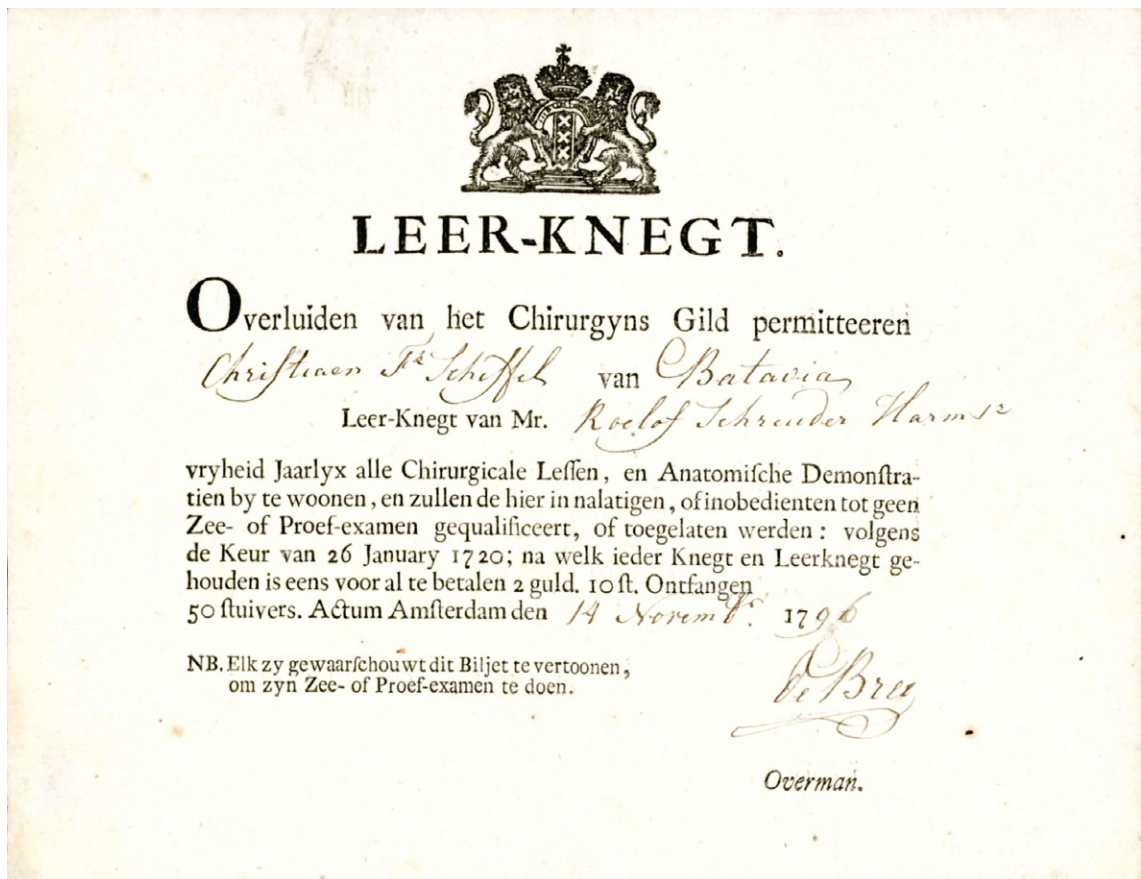 LEER-KNEGT.
Overluiden van het Chirurgyns Gild permitteeren
Christiaen Fr Scheffel van Batavia
Leer-Knegt van Mr. Roelof Schreuder Harmsz
vryheid Jaarlyx alle Chirurgicale Leſſen, en Anatomiſche Demonſtra-
tien by te woonen, en zullen de hier in nalatigen, of inobedienten tot geen
Zee- of Proef-examen gequalificeert, of toegelaten werden: volgens
de Keur van 26 January 1720; na welk ieder Knegt en Leerknegt ge-
houden is eens voor al te betalen 2 guld. 10 ſt. Ontfangen
50 ſtuivers. Actum Amſterdam den 14 Novembr. 1796
NB. Elk zy gewaarſchouwt dit Biljet te vertoonen,
om zyn Zee- of Proef-examen te doen.
De Bree
Overman.